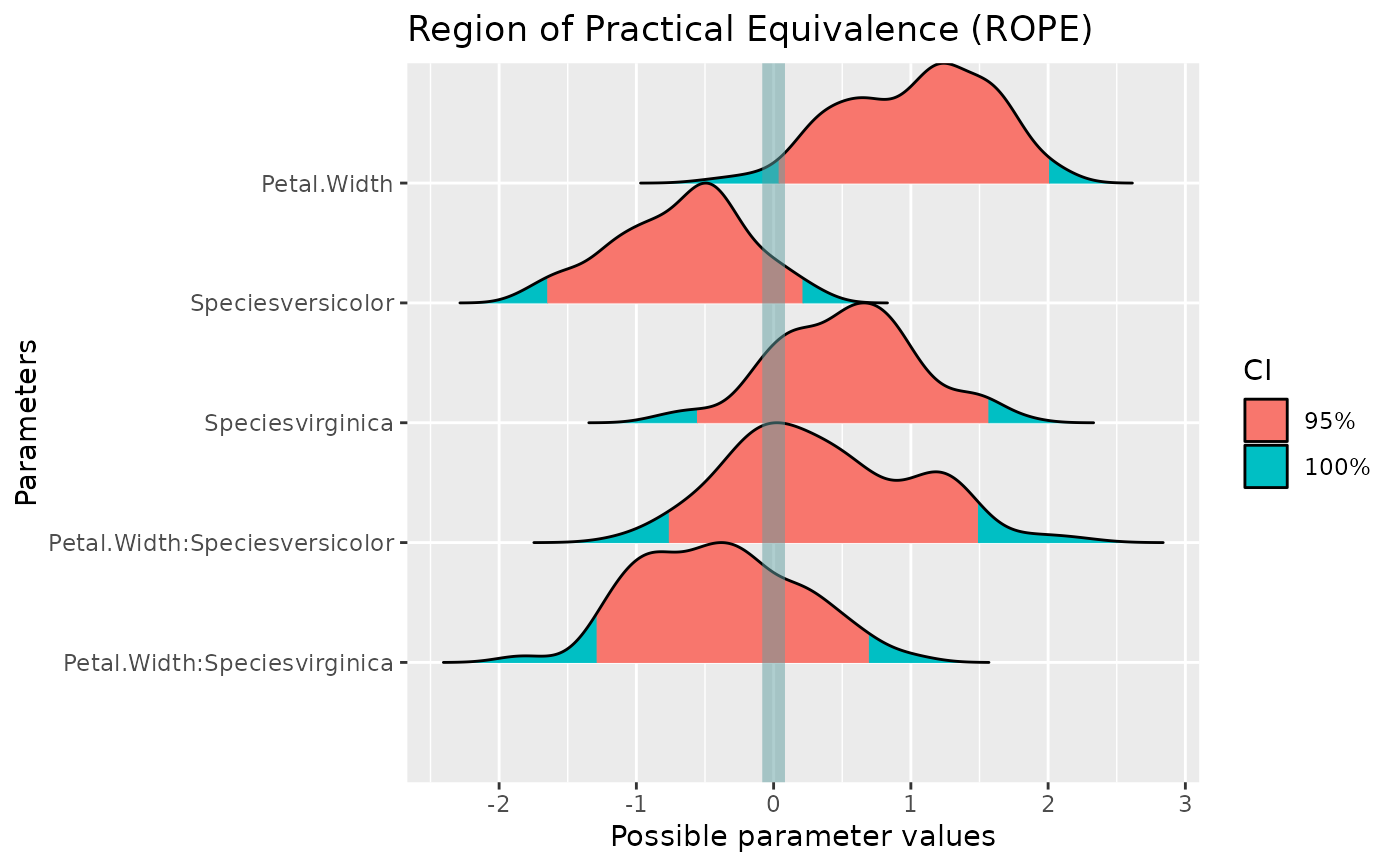 Region of Practical Equivalence (ROPE)
Parameters
Petal.Width
Speciesversicolor
Speciesvirginica
Petal.Width:Speciesversicolor
Petal.Width:Speciesvirginica
-2 -1 0 1 2 3
Possible parameter values
CI
95%
100%